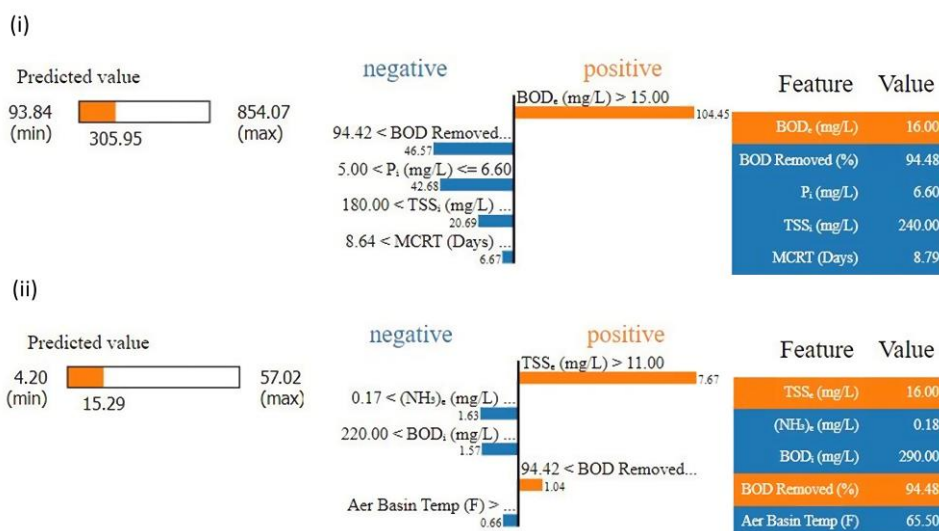 (i)
negative
positive
Predicted value
93.84
(min)
305.95
854.07
(max)
BODₑ (mg/L) > 15.00
104.45
94.42 < BOD Removed...
46.57
5.00 < Pᵢ (mg/L) <= 6.60
42.68
180.00 < TSSᵢ (mg/L) ...
20.69
8.64 < MCRT (Days) ...
6.67
Feature Value
BODₑ (mg/L) 16.00
BOD Removed (%) 94.48
Pᵢ (mg/L) 6.60
TSSᵢ (mg/L) 240.00
MCRT (Days) 8.79
(ii)
negative
positive
Predicted value
4.20
(min)
15.29
57.02
(max)
TSSₑ (mg/L) > 11.00
7.67
0.17 < (NH₃)ₑ (mg/L) ...
1.63
220.00 < BODᵢ (mg/L) ...
1.57
94.42 < BOD Removed...
1.04
Aer Basin Temp (F) > ...
0.66
Feature Value
TSSₑ (mg/L) 16.00
(NH₃)ₑ (mg/L) 0.18
BODᵢ (mg/L) 290.00
BOD Removed (%) 94.48
Aer Basin Temp (F) 65.50